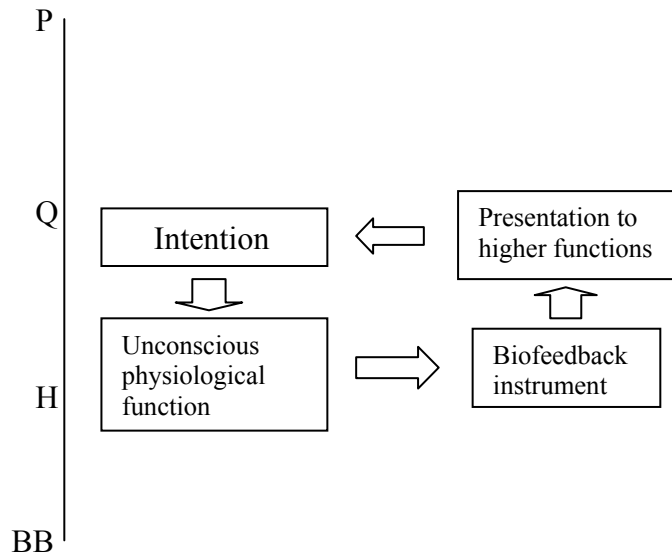 P
Q
Intention
Presentation to
higher functions
Unconscious
physiological
function
Biofeedback
instrument
H
BB